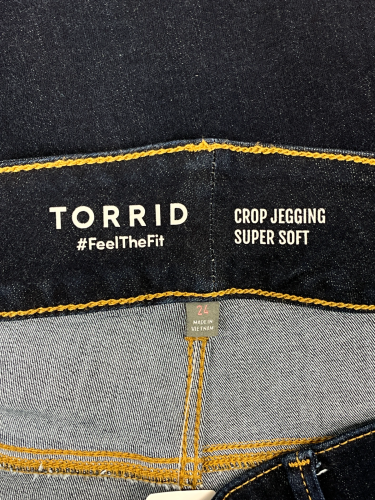 TORRID
#FeelTheFit
CROP JEGGING
SUPER SOFT
24
MADE IN
VIETNAM